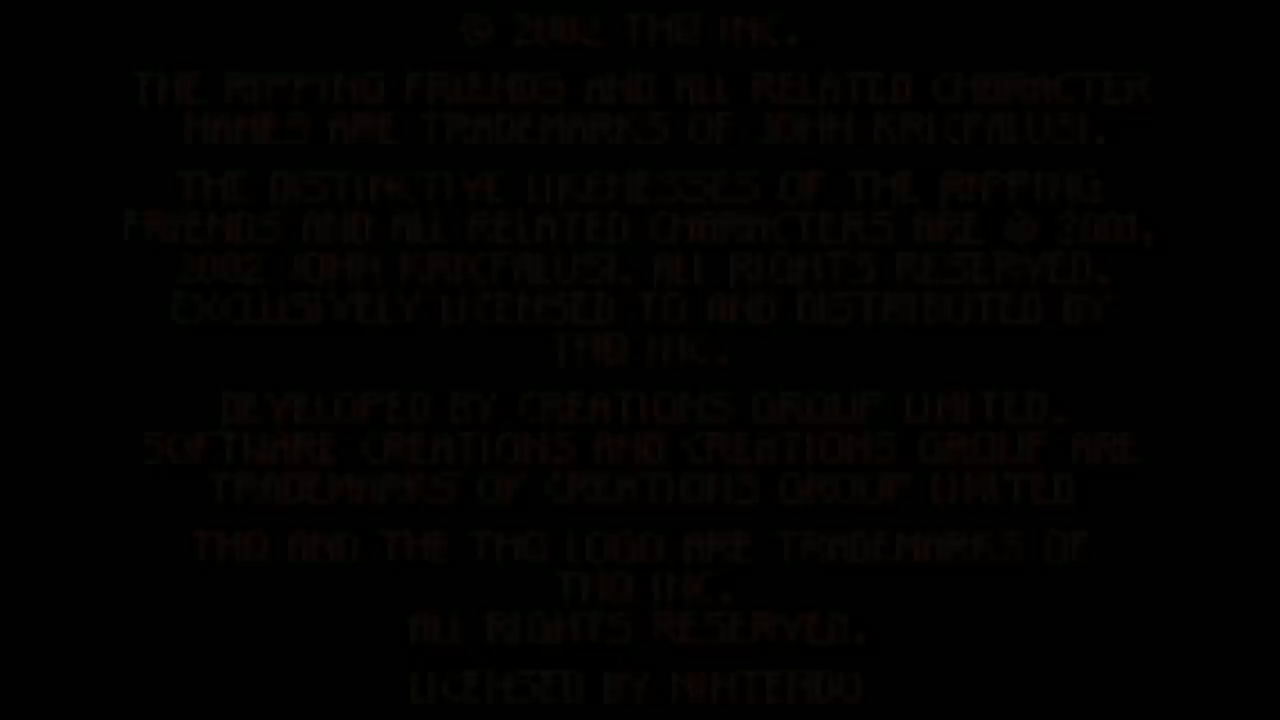 © 2002 THQ INC.
THE RIPPING FRIENDS AND ALL RELATED CHARACTER
NAMES ARE TRADEMARKS OF JOHN KRICFALUSI.
THE DISTINCTIVE LIKENESSES OF THE RIPPING
FRIENDS AND ALL RELATED CHARACTERS ARE © 2001,
2002 JOHN KRICFALUSI. ALL RIGHTS RESERVED.
EXCLUSIVELY LICENSED TO AND DISTRIBUTED BY
THQ INC.
DEVELOPED BY CREATIONS GROUP LIMITED.
SOFTWARE CREATIONS AND CREATIONS GROUP ARE
TRADEMARKS OF CREATIONS GROUP LIMITED
THQ AND THE THQ LOGO ARE TRADEMARKS OF
THQ INC.
ALL RIGHTS RESERVED.
LICENSED BY NINTENDO